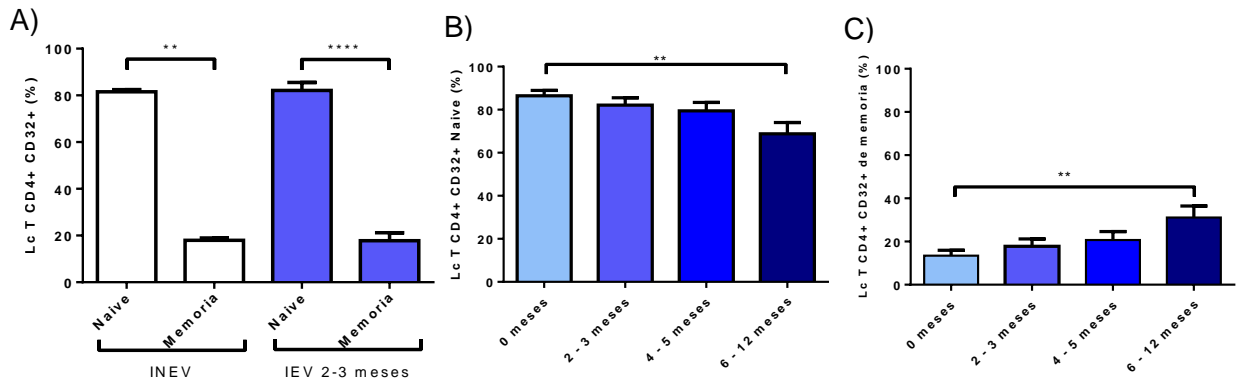 A)
Lc T CD4+ CD32+ (%)
100
80
60
40
20
0
**
****
Naive
Memoria
Naive
Memoria
INEV
IEV 2-3 meses
B)
Lc T CD4+ CD32+ Naive (%)
100
80
60
40
20
0
**
0 meses
2 - 3 meses
4 - 5 meses
6 - 12 meses
C)
Lc T CD4+ CD32+ de memoria (%)
100
80
60
40
20
0
**
0 meses
2 - 3 meses
4 - 5 meses
6 - 12 meses